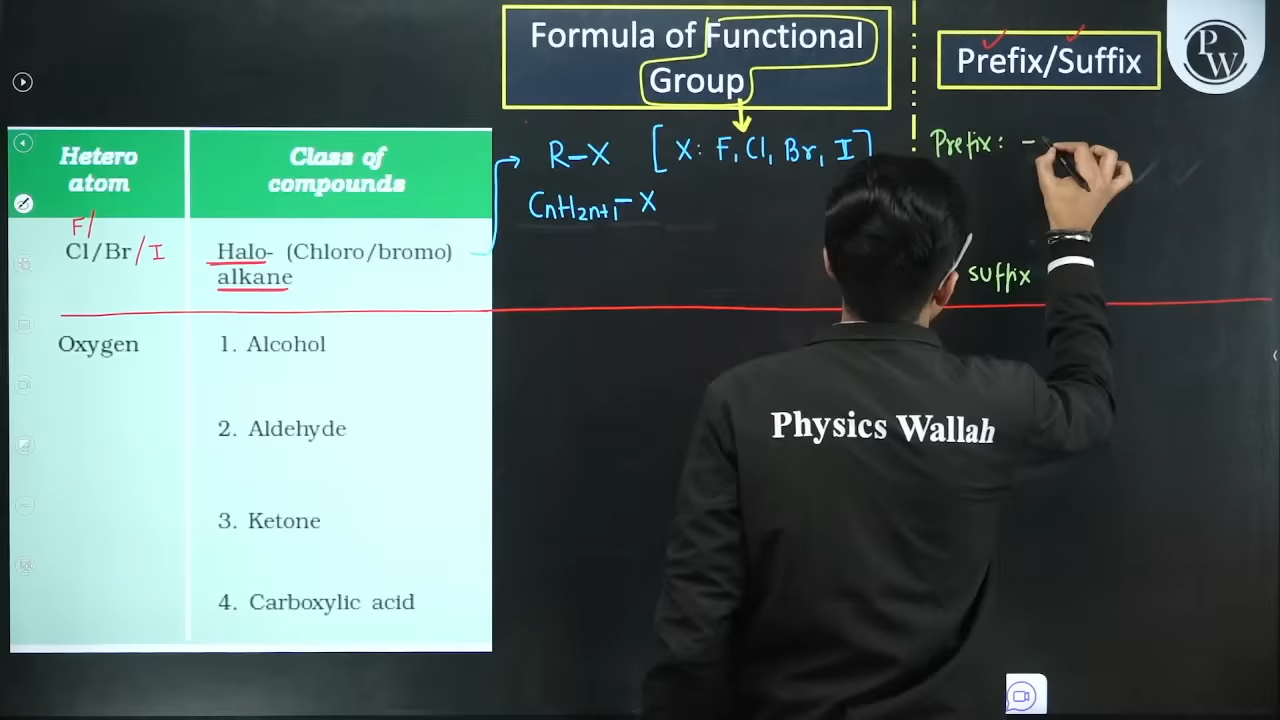 Formula of Functional
Group
Prefix/Suffix
PW
Hetero
atom
Class of
compounds
F/
Cl/Br/I
Halo- (Chloro/bromo)
alkane
R-X [X: F, Cl, Br, I]
CnH2n+1-X
Prefix: -
suffix
Oxygen
1. Alcohol
2. Aldehyde
3. Ketone
4. Carboxylic acid
Physics Wallah